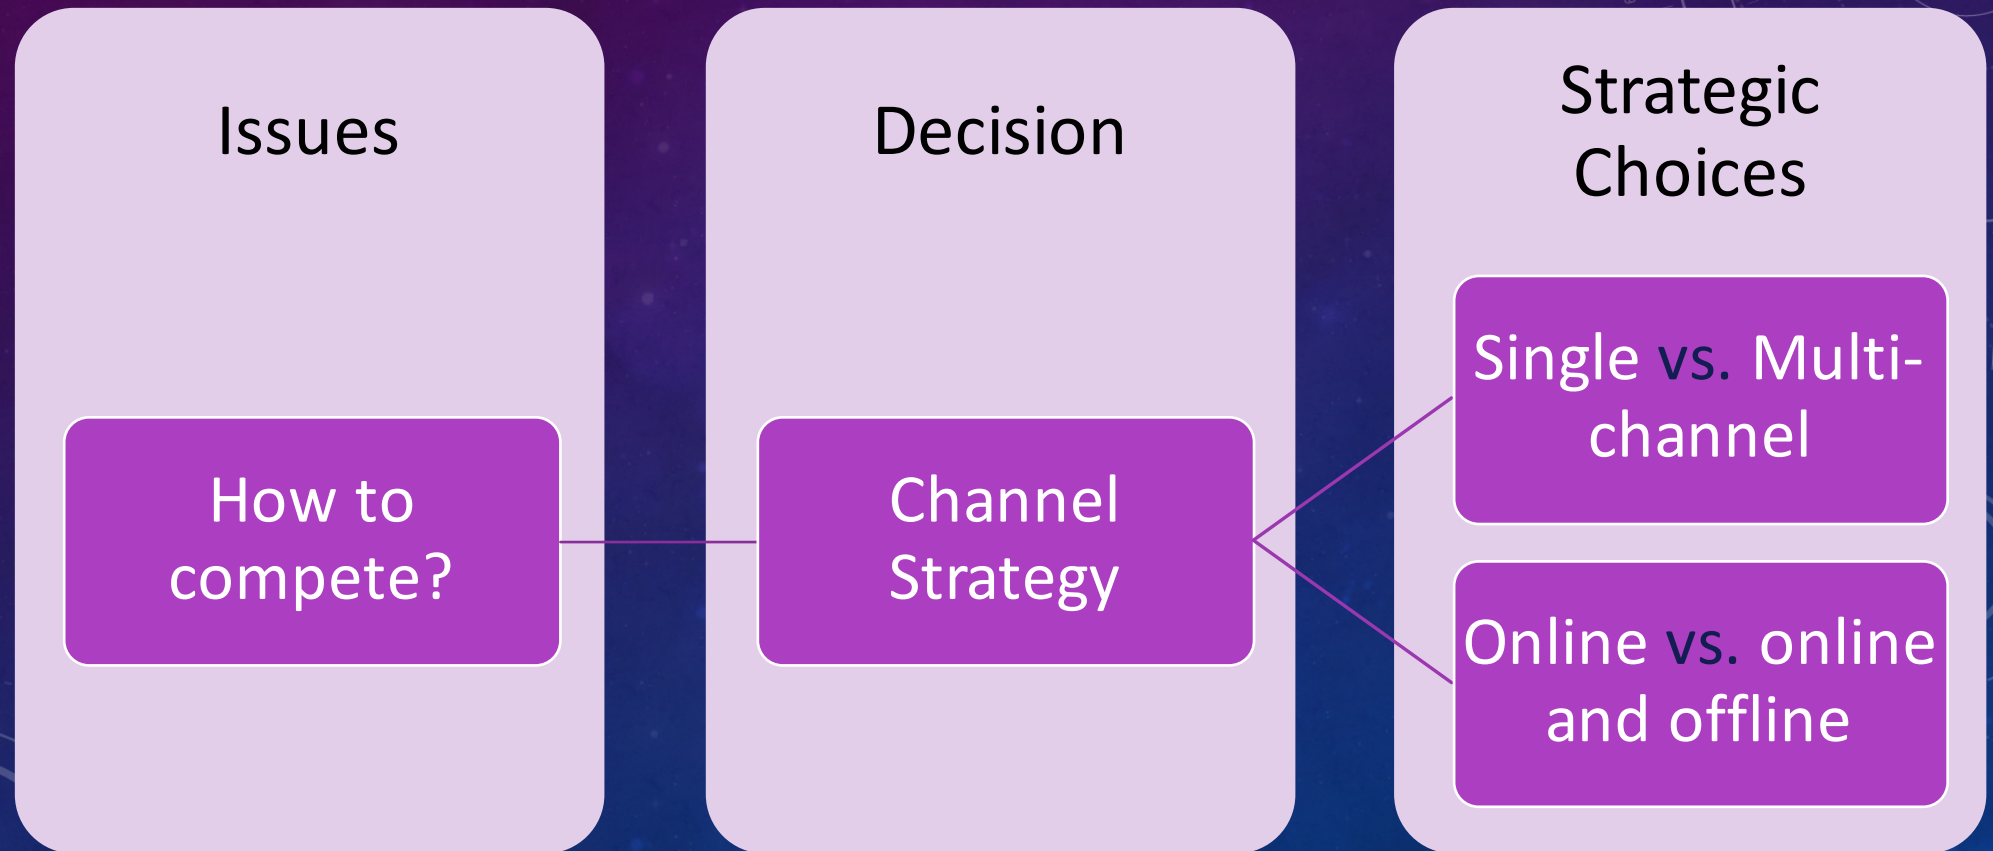 Issues
Decision
Strategic
Choices
How to
compete?
Channel
Strategy
Single vs. Multi-
channel
Online vs. online
and offline